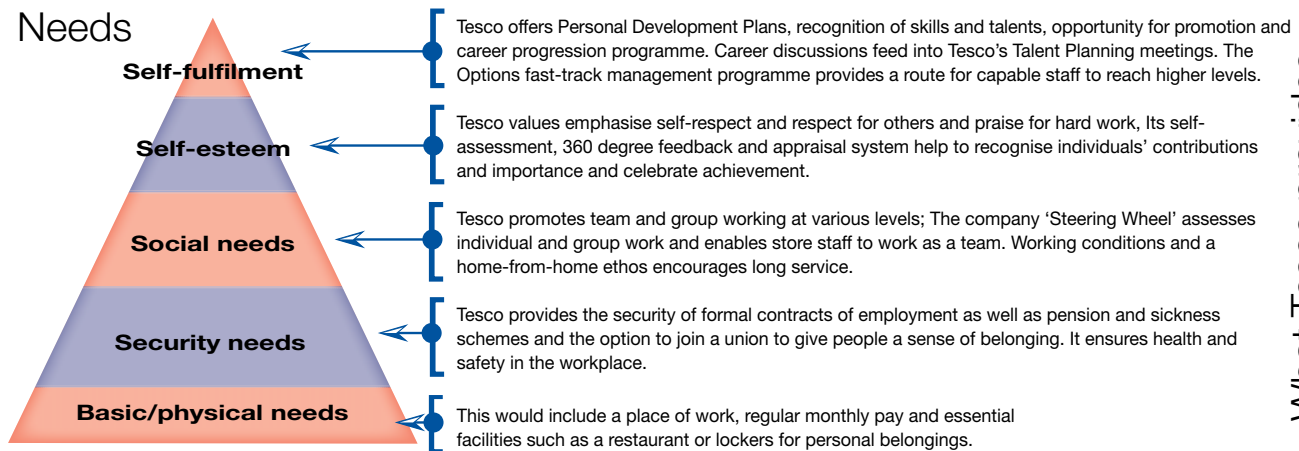 Needs
Self-fulfilment
Tesco offers Personal Development Plans, recognition of skills and talents, opportunity for promotion and
career progression programme. Career discussions feed into Tesco's Talent Planning meetings. The
Options fast-track management programme provides a route for capable staff to reach higher levels.
Self-esteem
Tesco values emphasise self-respect and respect for others and praise for hard work, Its self-
assessment, 360 degree feedback and appraisal system help to recognise individuals' contributions
and importance and celebrate achievement.
Social needs
Tesco promotes team and group working at various levels; The company 'Steering Wheel' assesses
individual and group work and enables store staff to work as a team. Working conditions and a
home-from-home ethos encourages long service.
Security needs
Tesco provides the security of formal contracts of employment as well as pension and sickness
schemes and the option to join a union to give people a sense of belonging. It ensures health and
safety in the workplace.
Basic/physical needs
This would include a place of work, regular monthly pay and essential
facilities such as a restaurant or lockers for personal belongings.